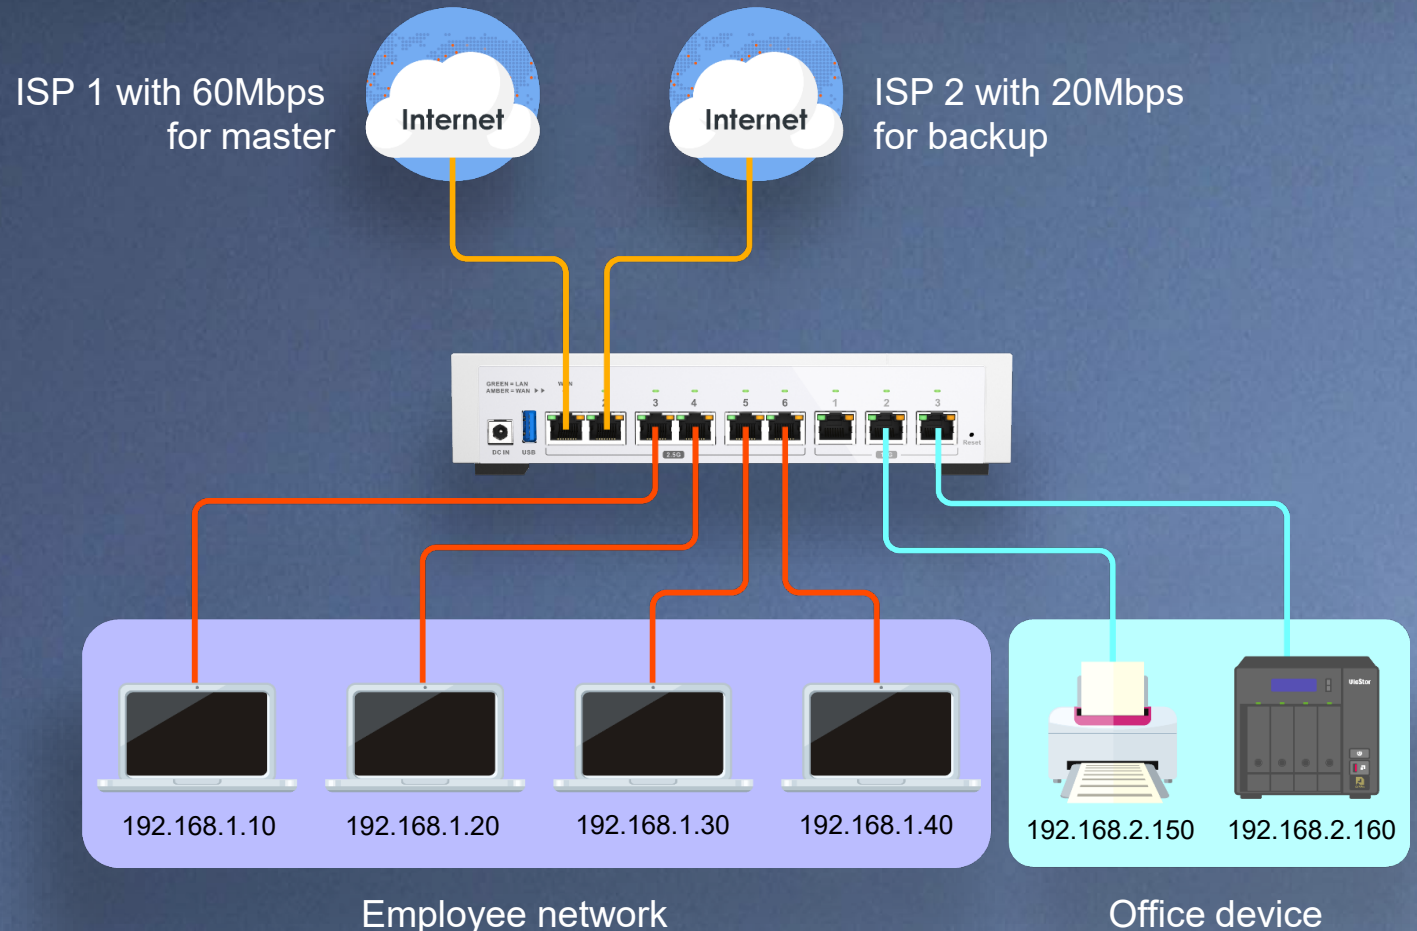 ISP 1 with 60Mbps
for master
Internet
Internet
ISP 2 with 20Mbps
for backup
GREEN = LAN
AMBER = WAN
2
3
4
5
6
1
2
3
DC IN
USB
2.5G
Reset
192.168.1.10
192.168.1.20
192.168.1.30
192.168.1.40
192.168.2.150
192.168.2.160
Employee network
Office device